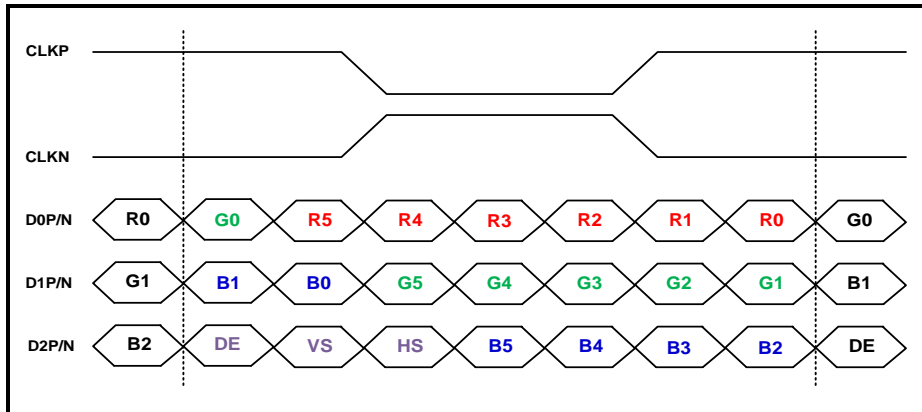 CLKP
CLKN
D0P/N R0 G0 R5 R4 R3 R2 R1 R0 G0
D1P/N G1 B1 B0 G5 G4 G3 G2 G1 B1
D2P/N B2 DE VS HS B5 B4 B3 B2 DE